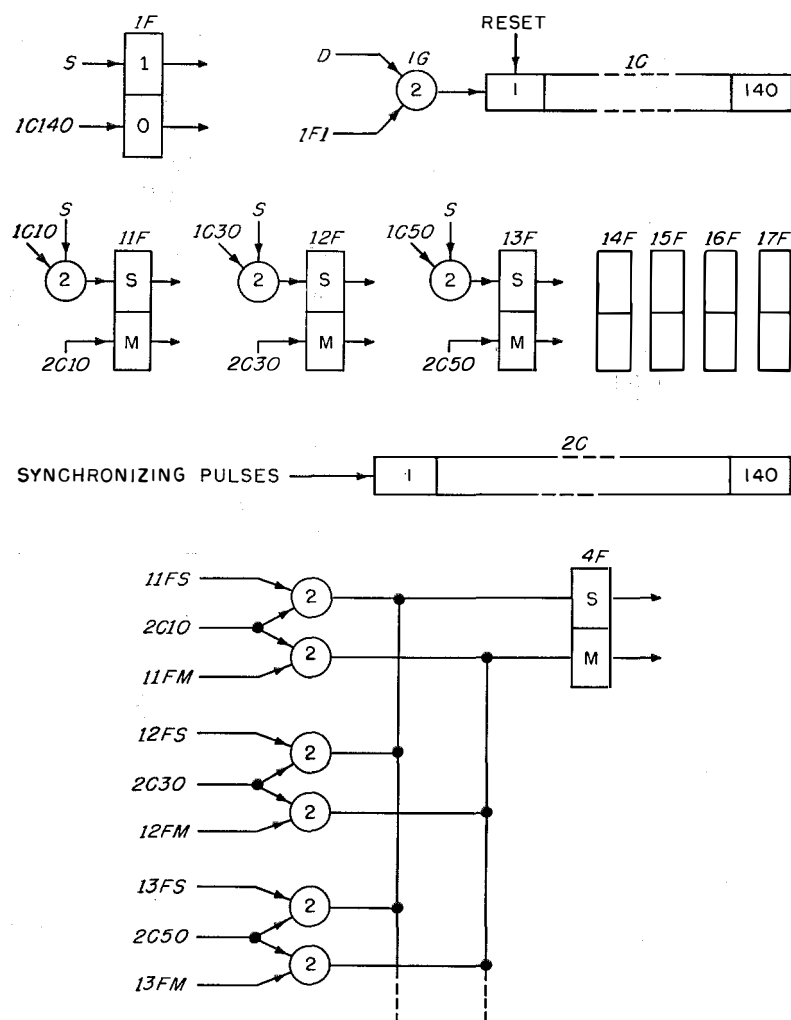 1F
S
1
1C140
0
D
1G
2
1F1
RESET
1C
1
140
S
1C10
11F
2
S
M
2C10
S
1C30
12F
2
S
M
2C30
S
1C50
13F
2
S
M
2C50
14F 15F 16F 17F
2C
SYNCHRONIZING PULSES
1
140
4F
11FS
2
S
2C10
2
M
11FM
12FS
2
2C30
2
12FM
13FS
2
2C50
2
13FM